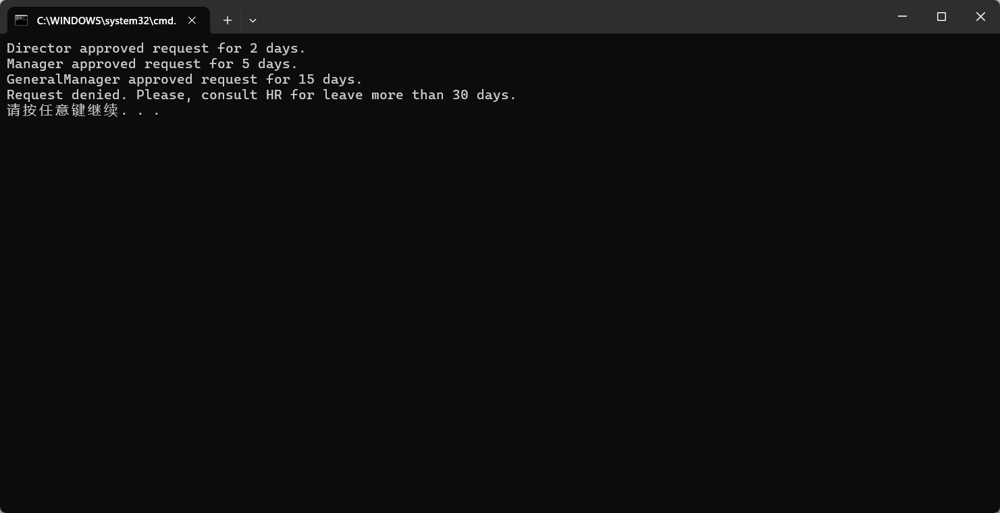 C:\WINDOWS\system32\cmd.
Director approved request for 2 days.
Manager approved request for 5 days.
GeneralManager approved request for 15 days.
Request denied. Please, consult HR for leave more than 30 days.
请按任意键继续. . .